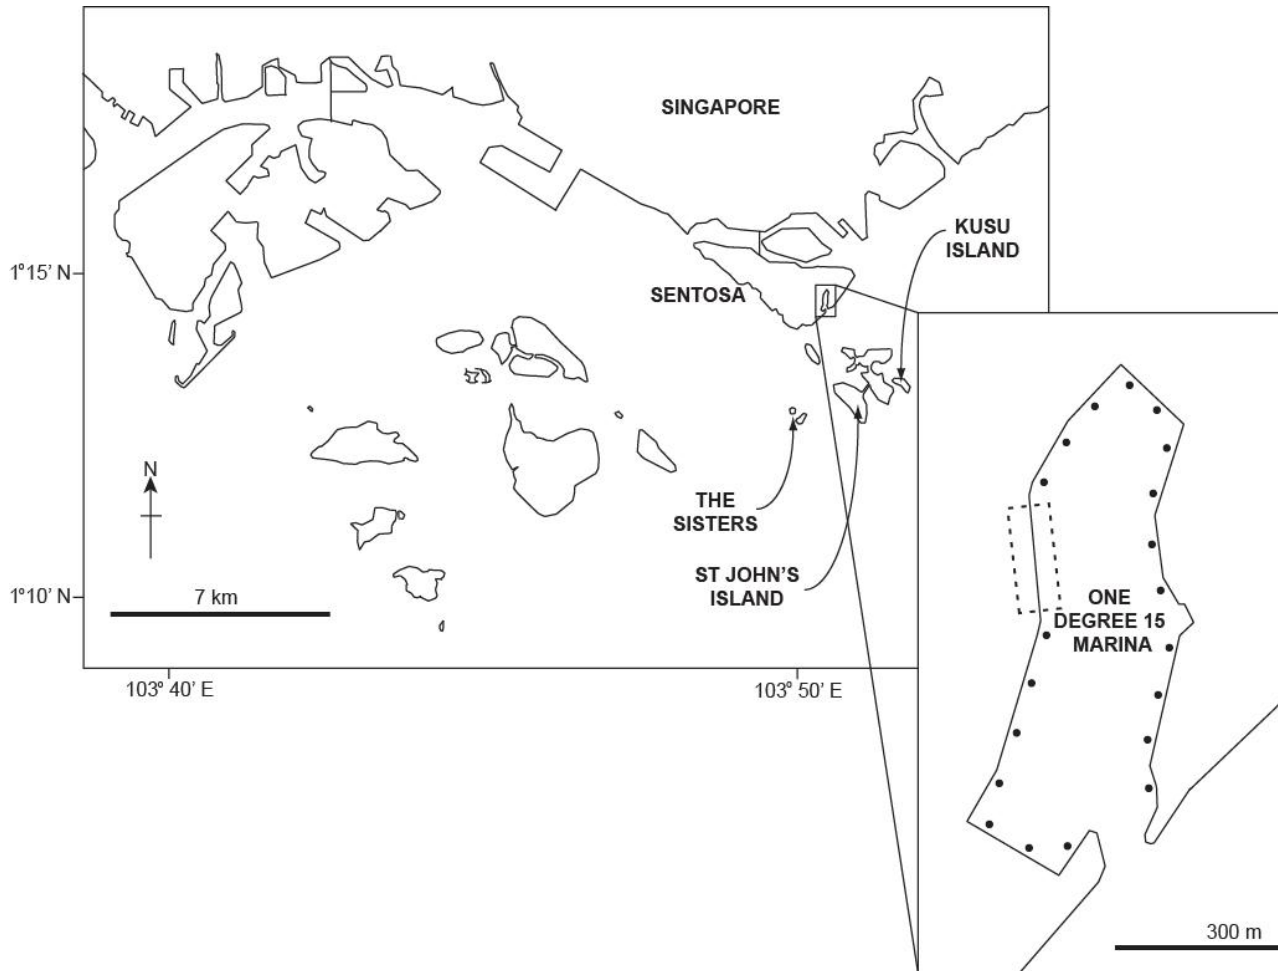 SINGAPORE
KUSU
ISLAND
1° 15' N
SENTOSA
N
THE
SISTERS
ST JOHN'S
ISLAND
1° 10' N
7 km
ONE
DEGREE 15
MARINA
103° 40' E
103° 50' E
300 m